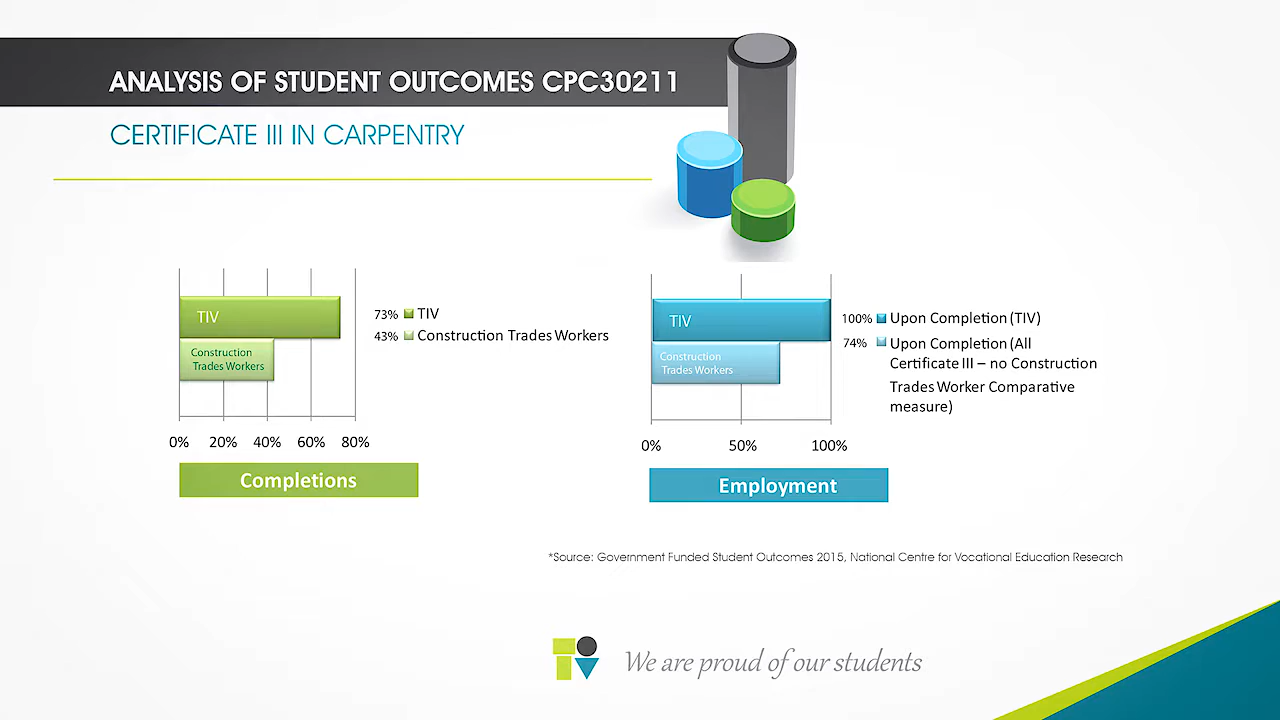 ANALYSIS OF STUDENT OUTCOMES CPC30211
CERTIFICATE III IN CARPENTRY
TIV
Construction
Trades Workers
73% TIV
43% Construction Trades Workers
0% 20% 40% 60% 80%
Completions
TIV
Construction
Trades Workers
100% Upon Completion (TIV)
74% Upon Completion (All
Certificate III – no Construction
Trades Worker Comparative
measure)
0% 50% 100%
Employment
*Source: Government Funded Student Outcomes 2015, National Centre for Vocational Education Research
We are proud of our students